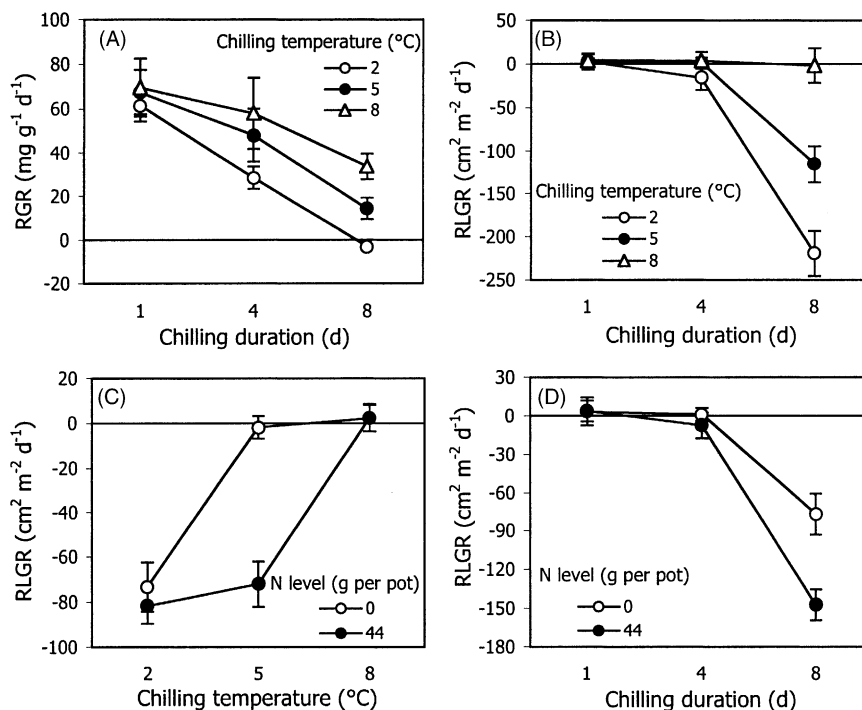 (A)
Chilling temperature (°C)
2
5
8
RGR (mg g⁻¹ d⁻¹)
100
80
60
40
20
0
-20
1 4 8
Chilling duration (d)
(B)
RLGR (cm² m⁻² d⁻¹)
50
0
-50
-100
-150
-200
-250
Chilling temperature (°C)
2
5
8
1 4 8
Chilling duration (d)
(C)
RLGR (cm² m⁻² d⁻¹)
20
0
-20
-40
-60
-80
-100
N level (g per pot)
0
44
2 5 8
Chilling temperature (°C)
(D)
RLGR (cm² m⁻² d⁻¹)
30
0
-30
-60
-90
-120
-150
-180
N level (g per pot)
0
44
1 4 8
Chilling duration (d)